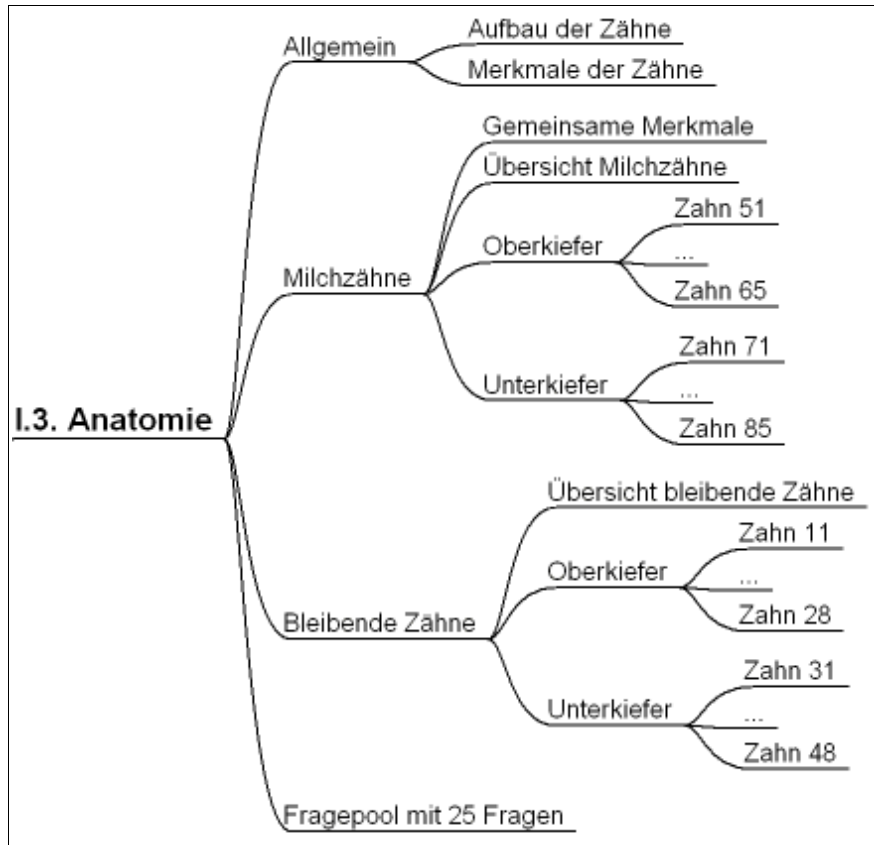 I.3. Anatomie
Allgemein
Aufbau der Zähne
Merkmale der Zähne
Milchzähne
Gemeinsame Merkmale
Übersicht Milchzähne
Oberkiefer
Zahn 51
...
Zahn 65
Unterkiefer
Zahn 71
...
Zahn 85
Bleibende Zähne
Übersicht bleibende Zähne
Oberkiefer
Zahn 11
...
Zahn 28
Unterkiefer
Zahn 31
...
Zahn 48
Fragepool mit 25 Fragen